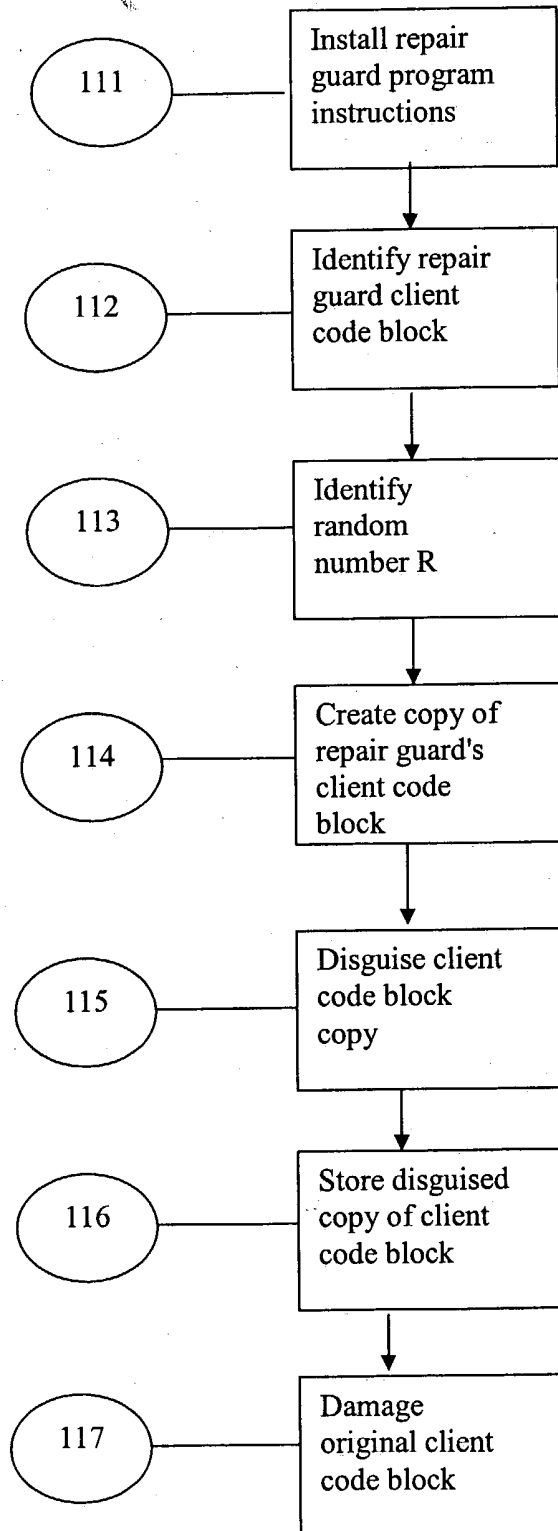 111
Install repair
guard program
instructions
112
Identify repair
guard client
code block
113
Identify
random
number R
114
Create copy of
repair guard's
client code
block
115
Disguise client
code block
copy
116
Store disguised
copy of client
code block
117
Damage
original client
code block